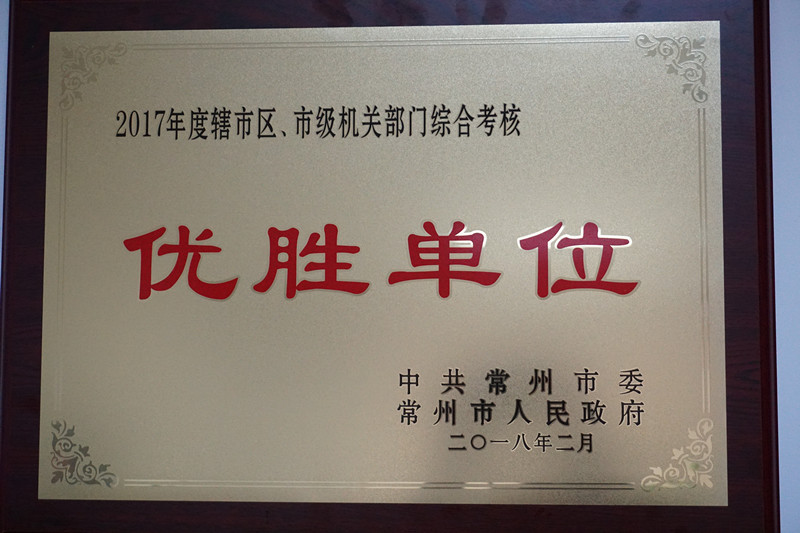 2017年度辖市区、市级机关部门综合考核
优胜单位
中共常州市委
常州市人民政府
二〇一八年二月